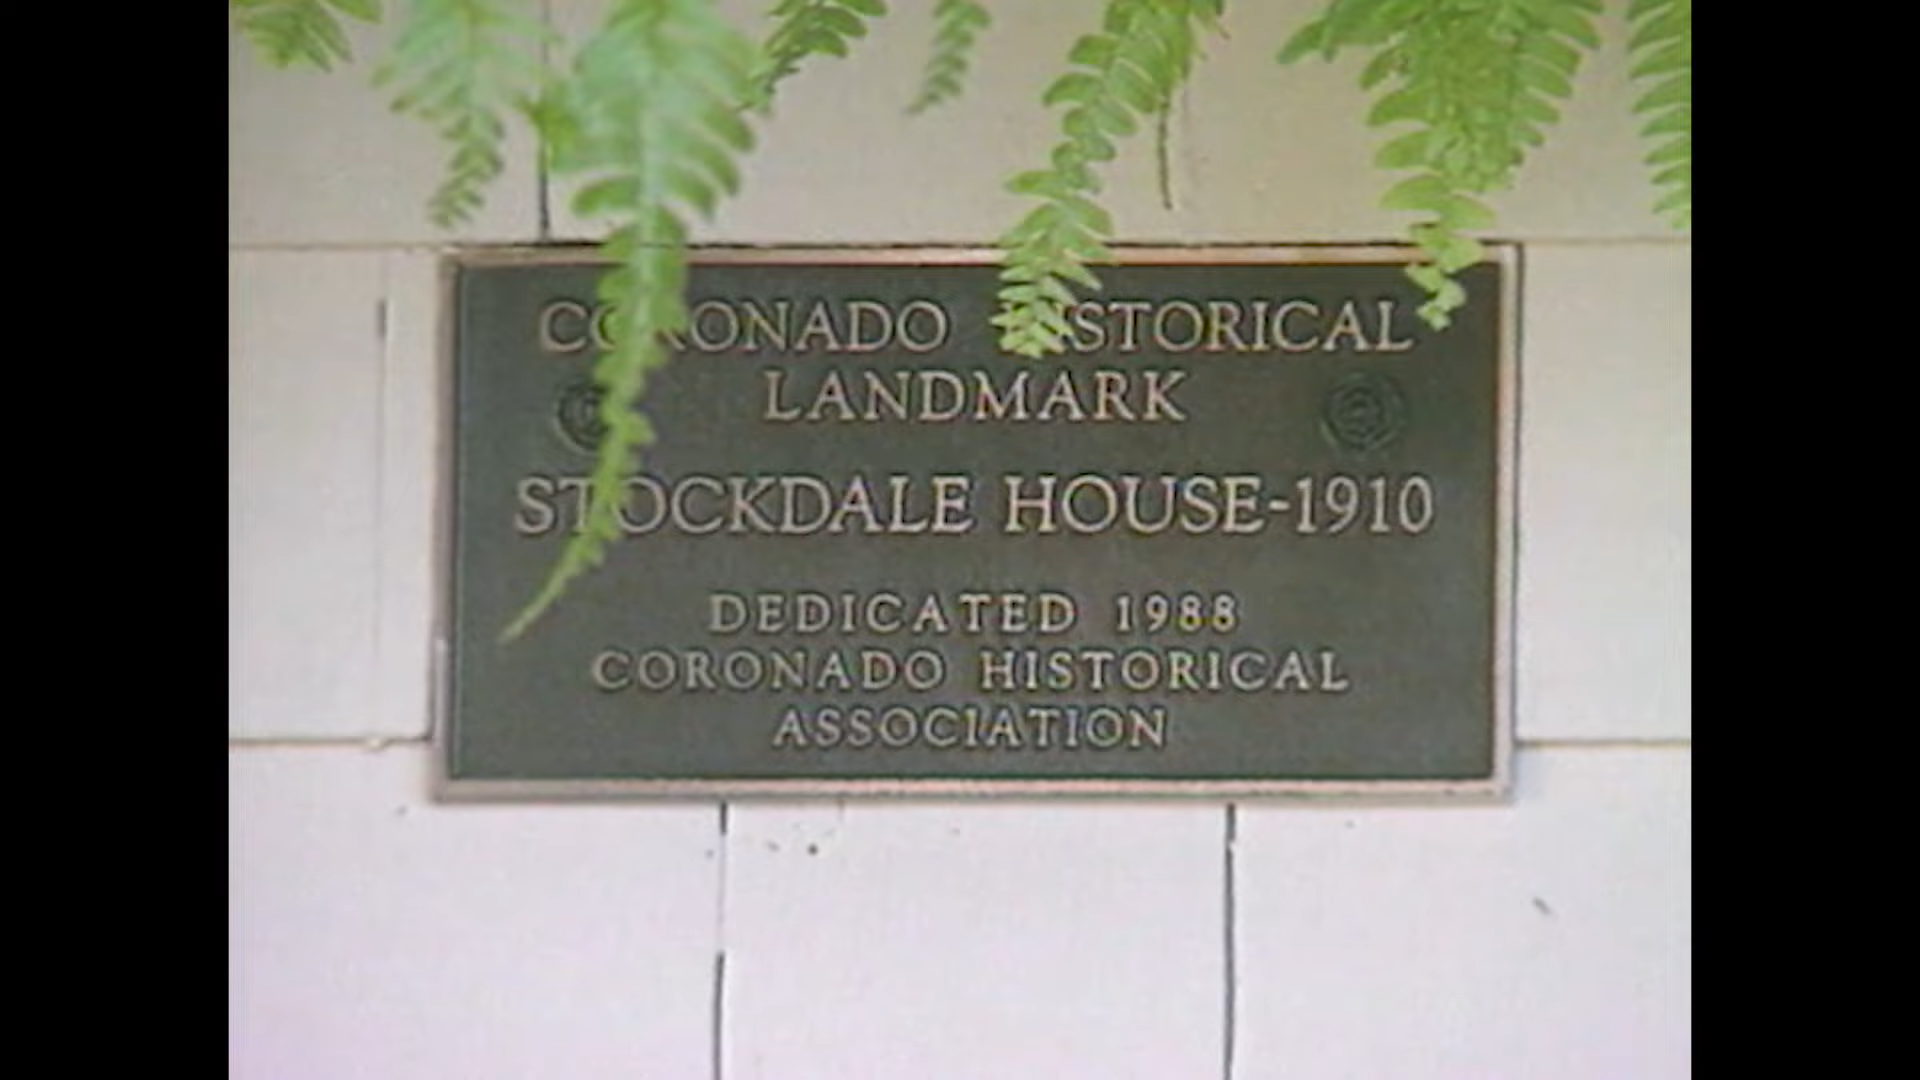 CORONADO HISTORICAL
LANDMARK
STOCKDALE HOUSE-1910
DEDICATED 1988
CORONADO HISTORICAL
ASSOCIATION